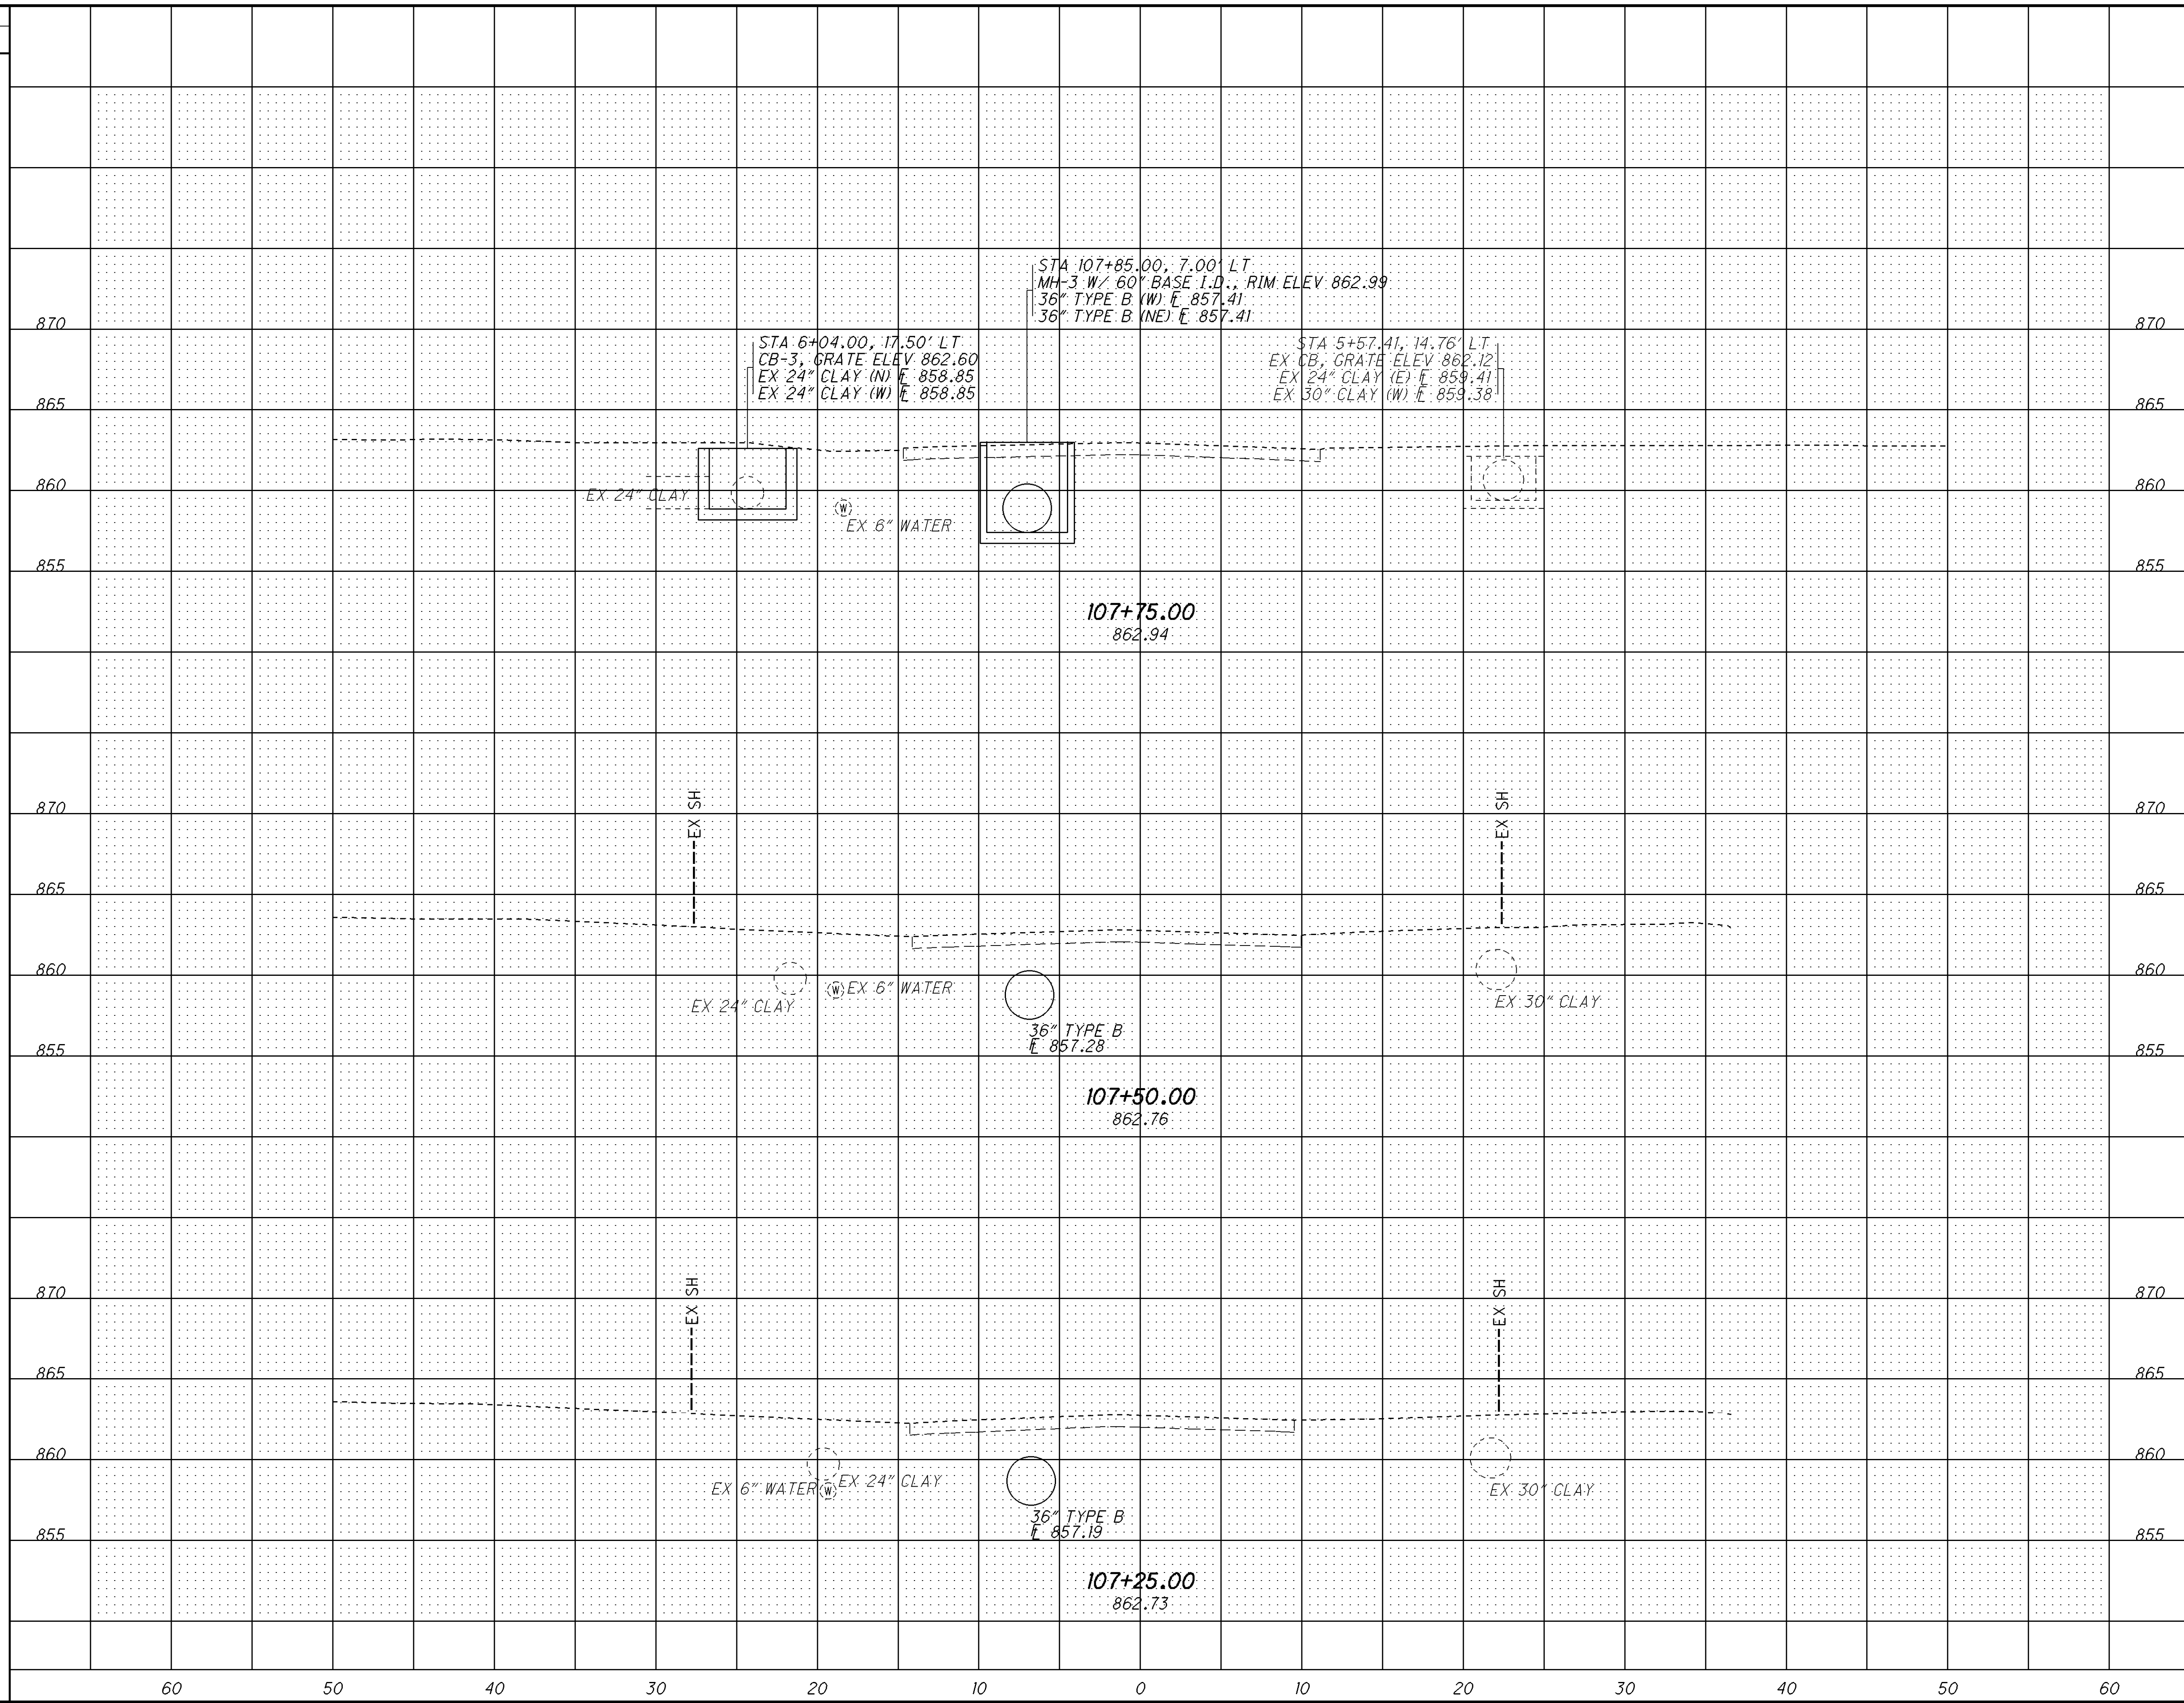 STA 107+85.00, 7.00' LT
MH-3 W/ 60" BASE I.D., RIM ELEV 862.99
36" TYPE B (W) FL 857.41
36" TYPE B (NE) FL 857.41
870
870
STA 6+04.00, 17.50' LT
CB-3, GRATE ELEV 862.60
EX 24" CLAY (N) FL 858.85
EX 24" CLAY (W) FL 858.85
STA 5+57.41, 14.76' LT
EX CB, GRATE ELEV 862.12
EX 24" CLAY (E) FL 859.41
EX 30" CLAY (W) FL 859.38
865
865
860
EX 24" CLAY
W
EX 6" WATER
860
855
855
107+75.00
862.94
870
EX SH
EX SH
870
865
865
860
860
EX 24" CLAY
W
EX 6" WATER
EX 30" CLAY
36" TYPE B
FL 857.28
855
855
107+50.00
862.76
870
EX SH
EX SH
870
865
865
860
860
EX 6" WATER
W
EX 24" CLAY
EX 30" CLAY
36" TYPE B
FL 857.19
855
855
107+25.00
862.73
60 50 40 30 20 10 0 10 20 30 40 50 60